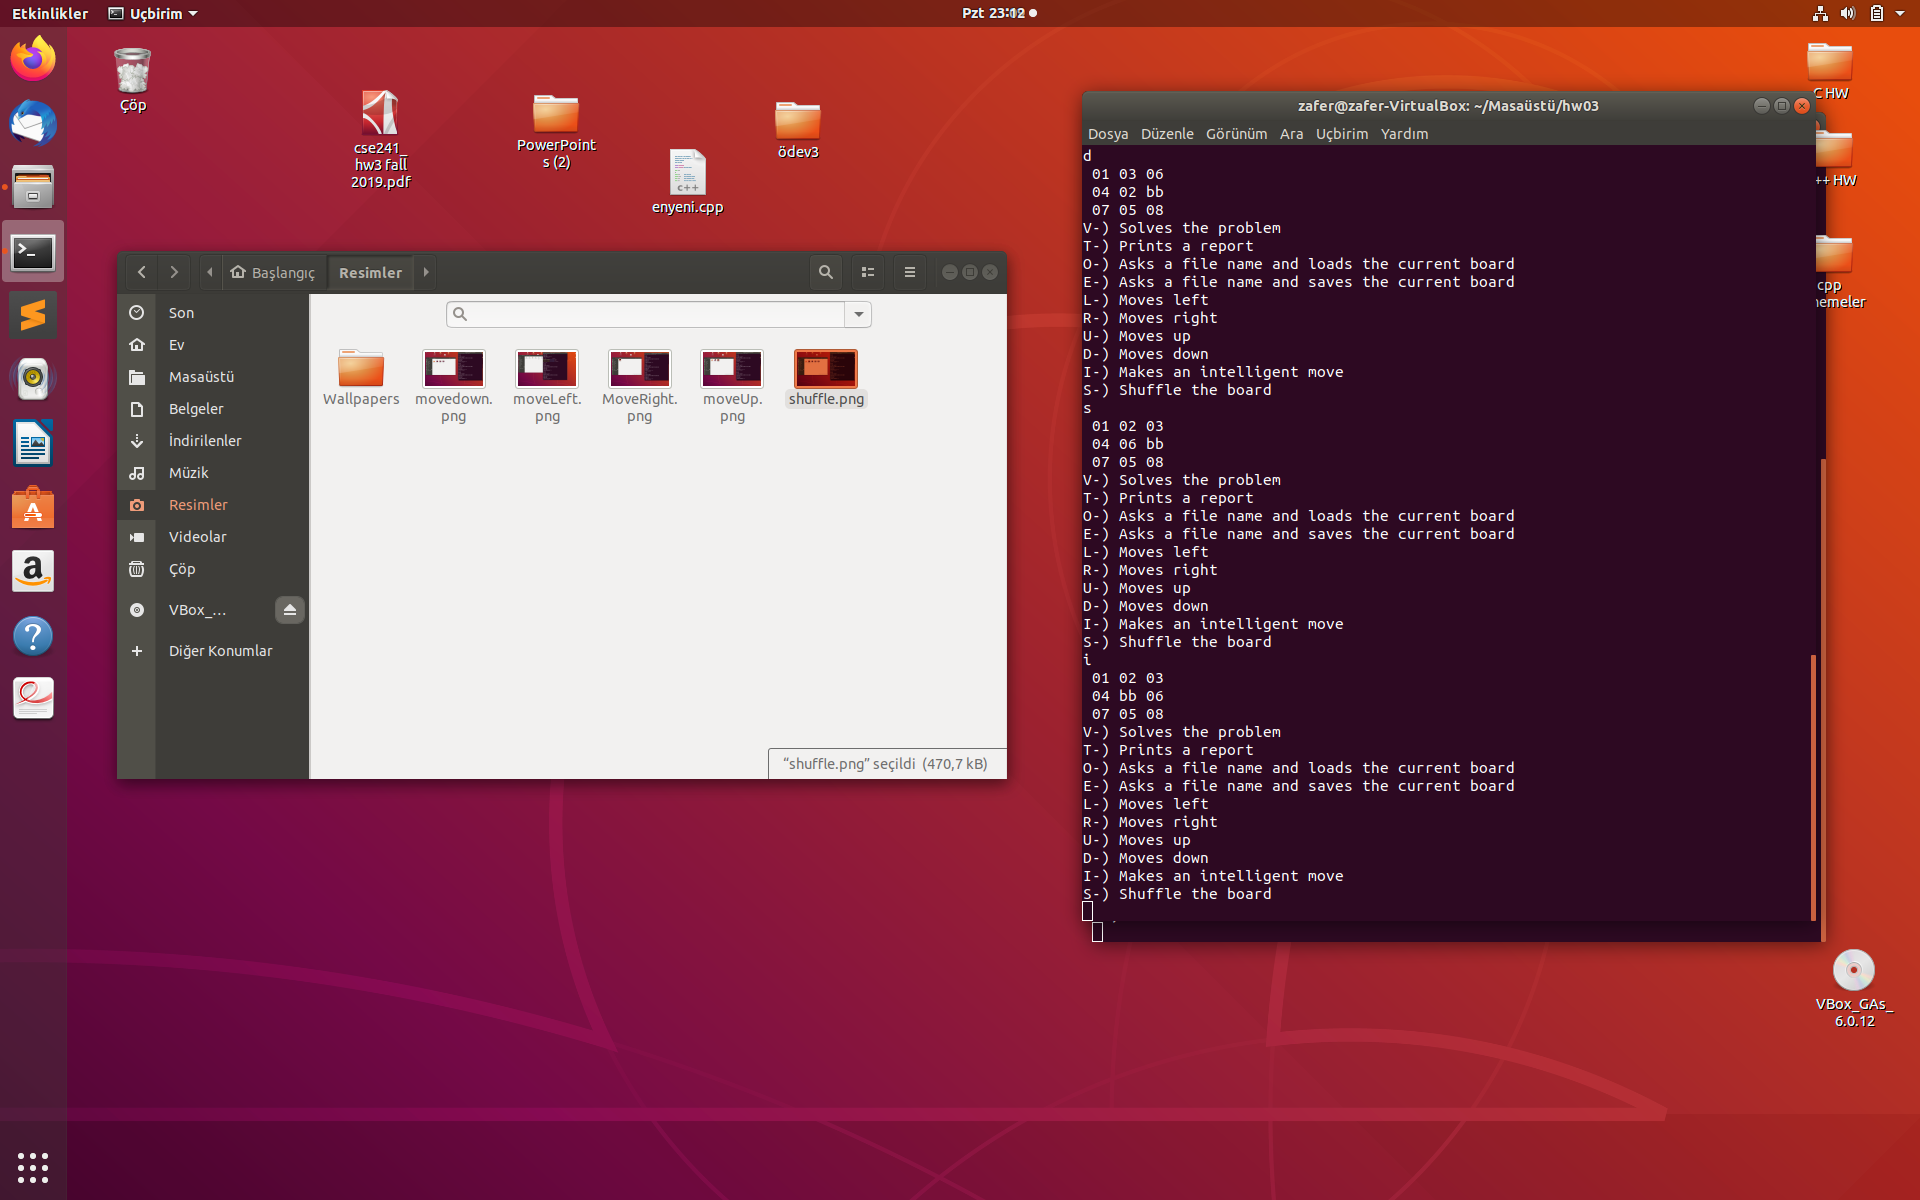 Etkinlikler
Uçbirim
Pzt 23:
Çöp
cse241_
hw3 fall
2019.pdf
PowerPoint
s (2)
enyeni.cpp
ödev3
C HW
++ HW
cpp
nemeler
VBox_GAs_
6.0.12
Başlangıç
Resimler
Son
Ev
Masaüstü
Belgeler
İndirilenler
Müzik
Resimler
Videolar
Çöp
VBox_...
Diğer Konumlar
Wallpapers
movedown.
png
moveLeft.
png
MoveRight.
png
moveUp.
png
shuffle.png
“shuffle.png” seçildi (470,7 kB)
zafer@zafer-VirtualBox: ~/Masaüstü/hw03
Dosya Düzenle Görünüm Ara Uçbirim Yardım
d
01 03 06
04 02 bb
07 05 08
V-) Solves the problem
T-) Prints a report
O-) Asks a file name and loads the current board
E-) Asks a file name and saves the current board
L-) Moves left
R-) Moves right
U-) Moves up
D-) Moves down
I-) Makes an intelligent move
S-) Shuffle the board
s
01 02 03
04 06 bb
07 05 08
V-) Solves the problem
T-) Prints a report
O-) Asks a file name and loads the current board
E-) Asks a file name and saves the current board
L-) Moves left
R-) Moves right
U-) Moves up
D-) Moves down
I-) Makes an intelligent move
S-) Shuffle the board
i
01 02 03
04 bb 06
07 05 08
V-) Solves the problem
T-) Prints a report
O-) Asks a file name and loads the current board
E-) Asks a file name and saves the current board
L-) Moves left
R-) Moves right
U-) Moves up
D-) Moves down
I-) Makes an intelligent move
S-) Shuffle the board